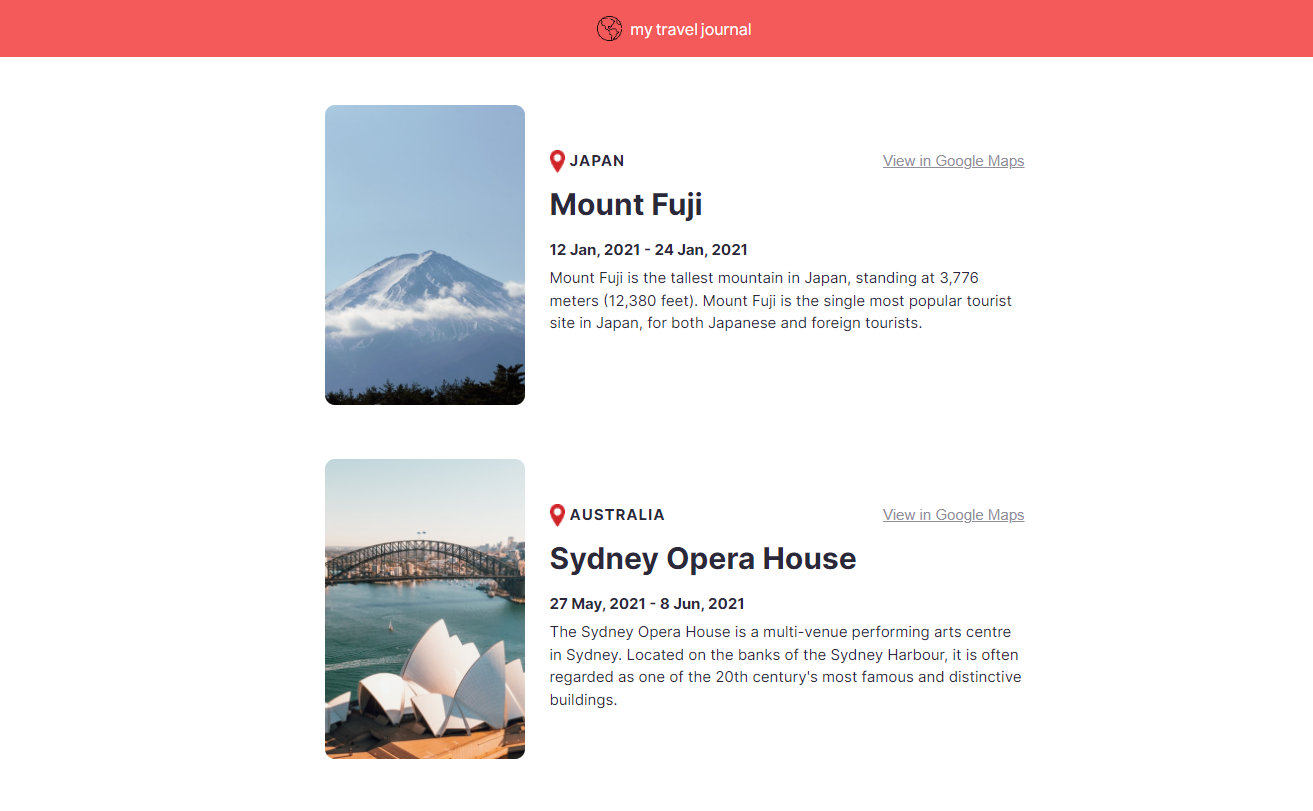 my travel journal
JAPAN
View in Google Maps
Mount Fuji
12 Jan, 2021 - 24 Jan, 2021
Mount Fuji is the tallest mountain in Japan, standing at 3,776
meters (12,380 feet). Mount Fuji is the single most popular tourist
site in Japan, for both Japanese and foreign tourists.
AUSTRALIA
View in Google Maps
Sydney Opera House
27 May, 2021 - 8 Jun, 2021
The Sydney Opera House is a multi-venue performing arts centre
in Sydney. Located on the banks of the Sydney Harbour, it is often
regarded as one of the 20th century's most famous and distinctive
buildings.